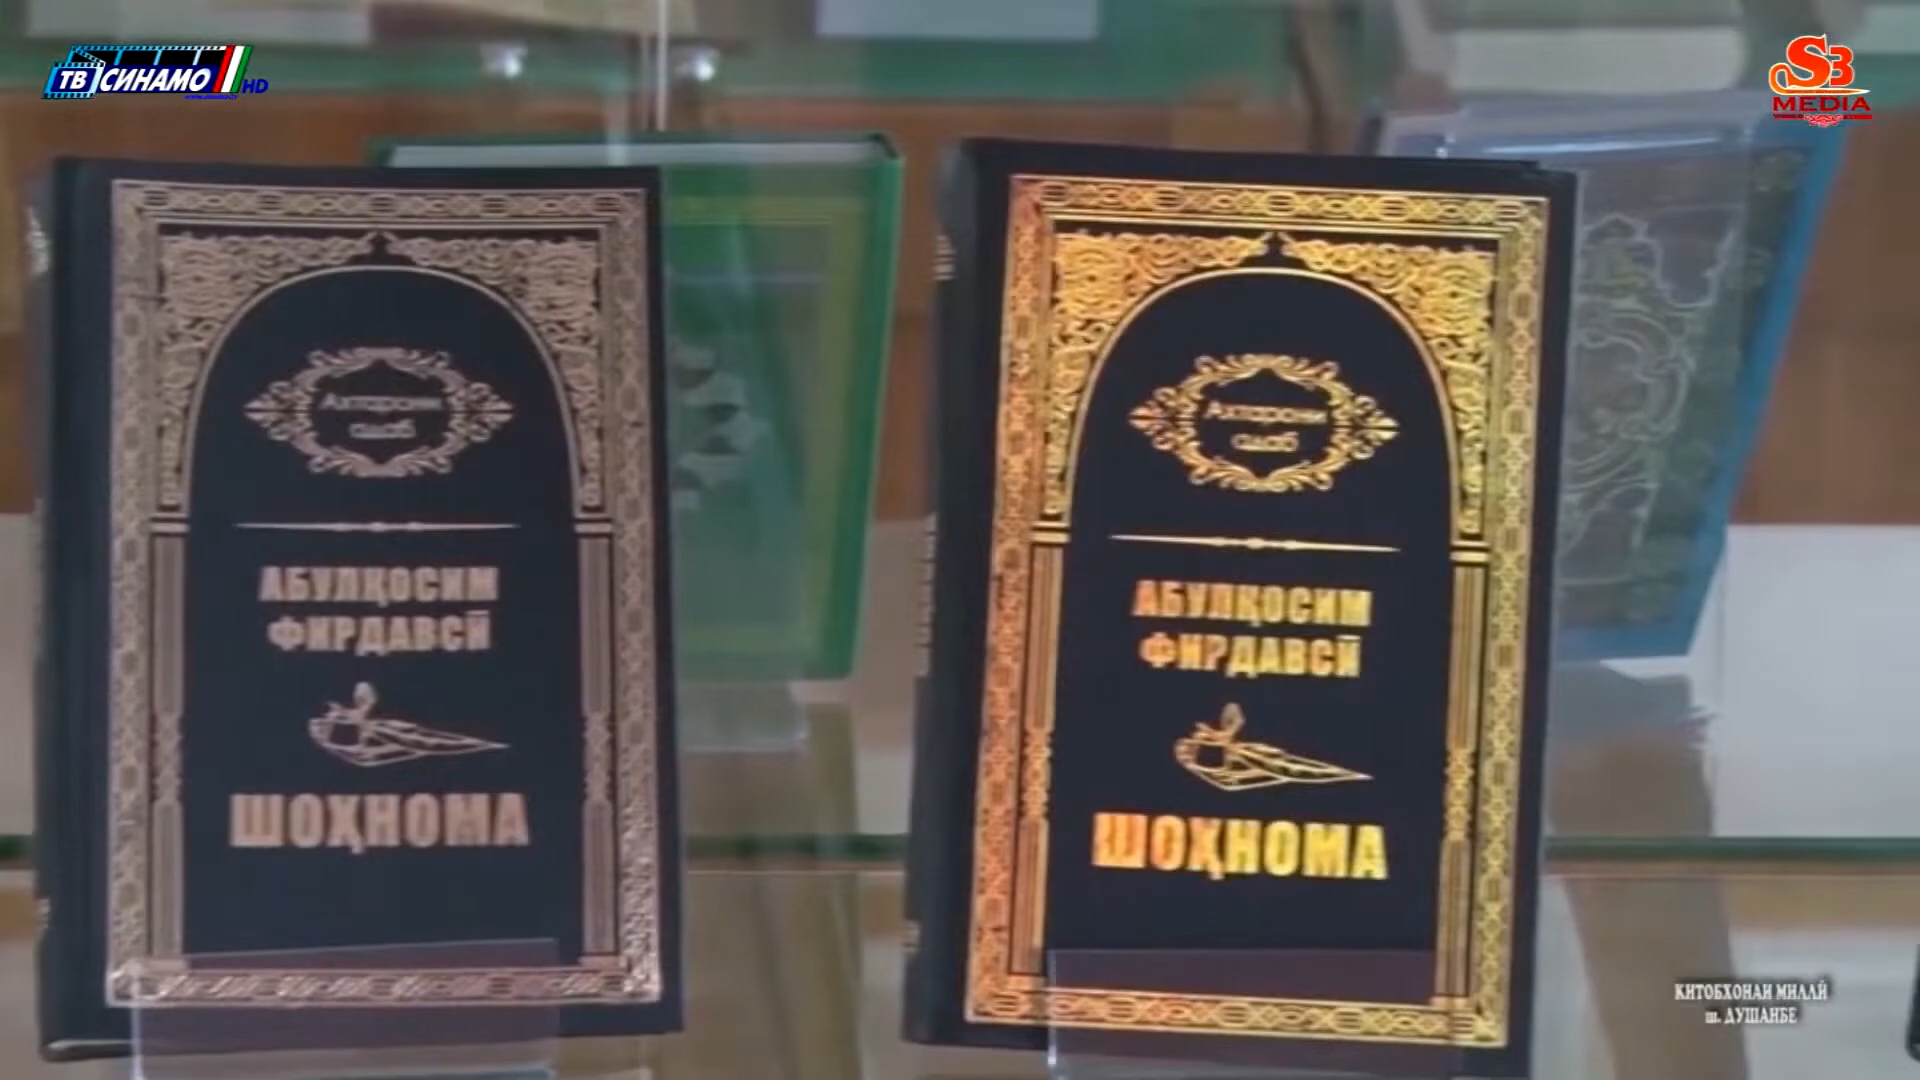 ТВ СИНАМО HD
S3
MEDIA
Ахтарони
адаб
АБУЛҚОСИМ
ФИРДАВСӢ
ШОҲНОМА
Ахтарони
адаб
АБУЛҚОСИМ
ФИРДАВСӢ
ШОҲНОМА
КИТОБХОНАИ МИЛЛӢ
ш. ДУШАНБЕ